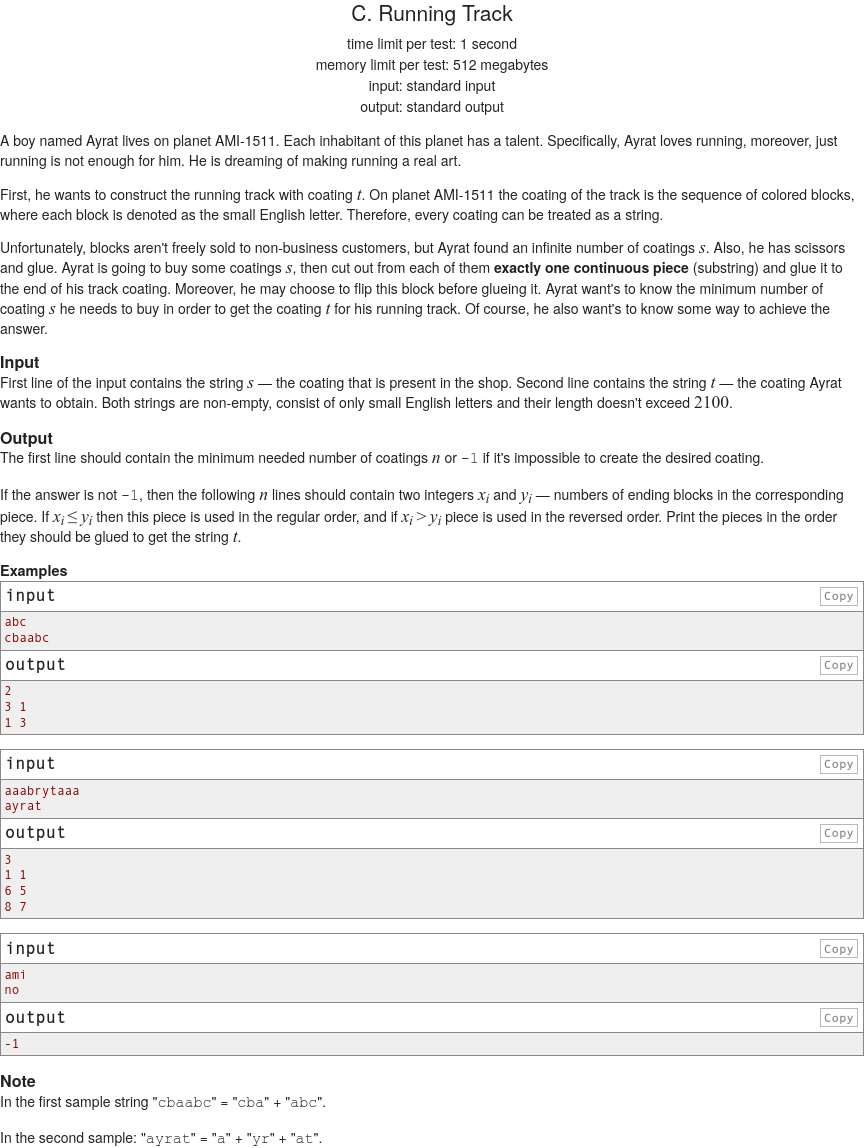 C. Running Track
time limit per test: 1 second
memory limit per test: 512 megabytes
input: standard input
output: standard output
A boy named Ayrat lives on planet AMI-1511. Each inhabitant of this planet has a talent. Specifically, Ayrat loves running, moreover, just
running is not enough for him. He is dreaming of making running a real art.
First, he wants to construct the running track with coating t. On planet AMI-1511 the coating of the track is the sequence of colored blocks,
where each block is denoted as the small English letter. Therefore, every coating can be treated as a string.
Unfortunately, blocks aren't freely sold to non-business customers, but Ayrat found an infinite number of coatings s. Also, he has scissors
and glue. Ayrat is going to buy some coatings s, then cut out from each of them exactly one continuous piece (substring) and glue it to
the end of his track coating. Moreover, he may choose to flip this block before glueing it. Ayrat want's to know the minimum number of
coating s he needs to buy in order to get the coating t for his running track. Of course, he also want's to know some way to achieve the
answer.
Input
First line of the input contains the string s — the coating that is present in the shop. Second line contains the string t — the coating Ayrat
wants to obtain. Both strings are non-empty, consist of only small English letters and their length doesn't exceed 2100.
Output
The first line should contain the minimum needed number of coatings n or -1 if it's impossible to create the desired coating.
If the answer is not -1, then the following n lines should contain two integers xi and yi — numbers of ending blocks in the corresponding
piece. If xi ≤ yi then this piece is used in the regular order, and if xi > yi piece is used in the reversed order. Print the pieces in the order
they should be glued to get the string t.
Examples
input Copy
abc
cbaabc
output Copy
2
3 1
1 3
input Copy
aaabrytaaa
ayrat
output Copy
3
1 1
6 5
8 7
input Copy
ami
no
output Copy
-1
Note
In the first sample string "cbaabc" = "cba" + "abc".
In the second sample: "ayrat" = "a" + "yr" + "at".